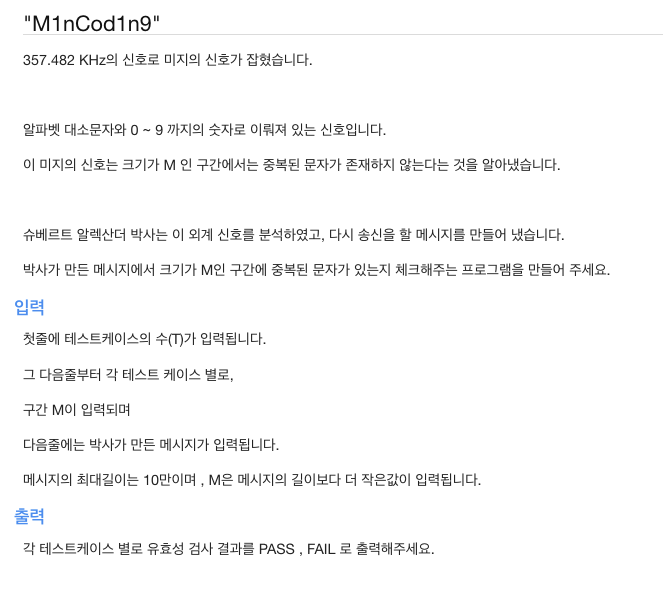 "M1nCod1n9"
357.482 KHz의 신호로 미지의 신호가 잡혔습니다.
알파벳 대소문자와 0 ~ 9 까지의 숫자로 이뤄져 있는 신호입니다.
이 미지의 신호는 크기가 M 인 구간에서는 중복된 문자가 존재하지 않는다는 것을 알아냈습니다.
슈베르트 알렉산더 박사는 이 외계 신호를 분석하였고, 다시 송신을 할 메시지를 만들어 냈습니다.
박사가 만든 메시지에서 크기가 M인 구간에 중복된 문자가 있는지 체크해주는 프로그램을 만들어 주세요.
입력
첫줄에 테스트케이스의 수(T)가 입력됩니다.
그 다음줄부터 각 테스트 케이스 별로,
구간 M이 입력되며
다음줄에는 박사가 만든 메시지가 입력됩니다.
메시지의 최대길이는 10만이며 , M은 메시지의 길이보다 더 작은값이 입력됩니다.
출력
각 테스트케이스 별로 유효성 검사 결과를 PASS , FAIL 로 출력해주세요.